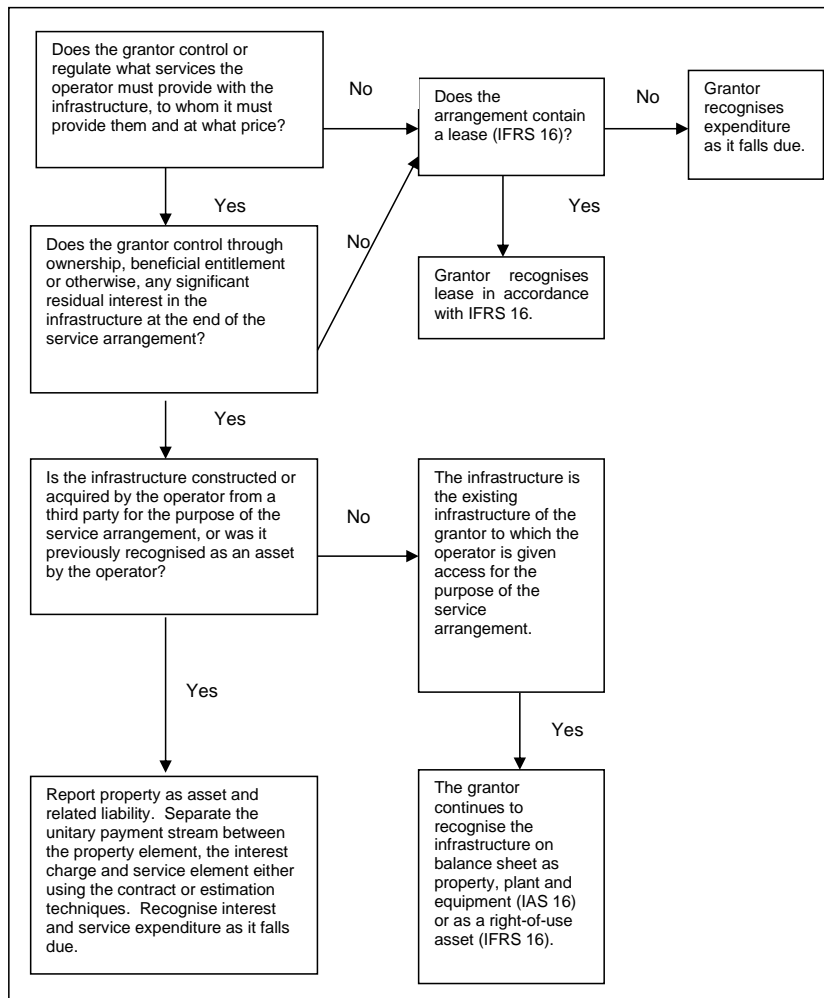 Does the grantor control or
regulate what services the
operator must provide with the
infrastructure, to whom it must
provide them and at what price?
No
Does the
arrangement contain
a lease (IFRS 16)?
No
Grantor
recognises
expenditure
as it falls due.
Yes
Does the grantor control through
ownership, beneficial entitlement
or otherwise, any significant
residual interest in the
infrastructure at the end of the
service arrangement?
No
Yes
Grantor recognises
lease in accordance
with IFRS 16.
Yes
Is the infrastructure constructed or
acquired by the operator from a
third party for the purpose of the
service arrangement, or was it
previously recognised as an asset
by the operator?
No
The infrastructure is
the existing
infrastructure of the
grantor to which the
operator is given
access for the
purpose of the
service
arrangement.
Yes
Yes
Report property as asset and
related liability.  Separate the
unitary payment stream between
the property element, the interest
charge and service element either
using the contract or estimation
techniques.  Recognise interest
and service expenditure as it falls
due.
The grantor
continues to
recognise the
infrastructure on
balance sheet as
property, plant and
equipment (IAS 16)
or as a right-of-use
asset (IFRS 16).